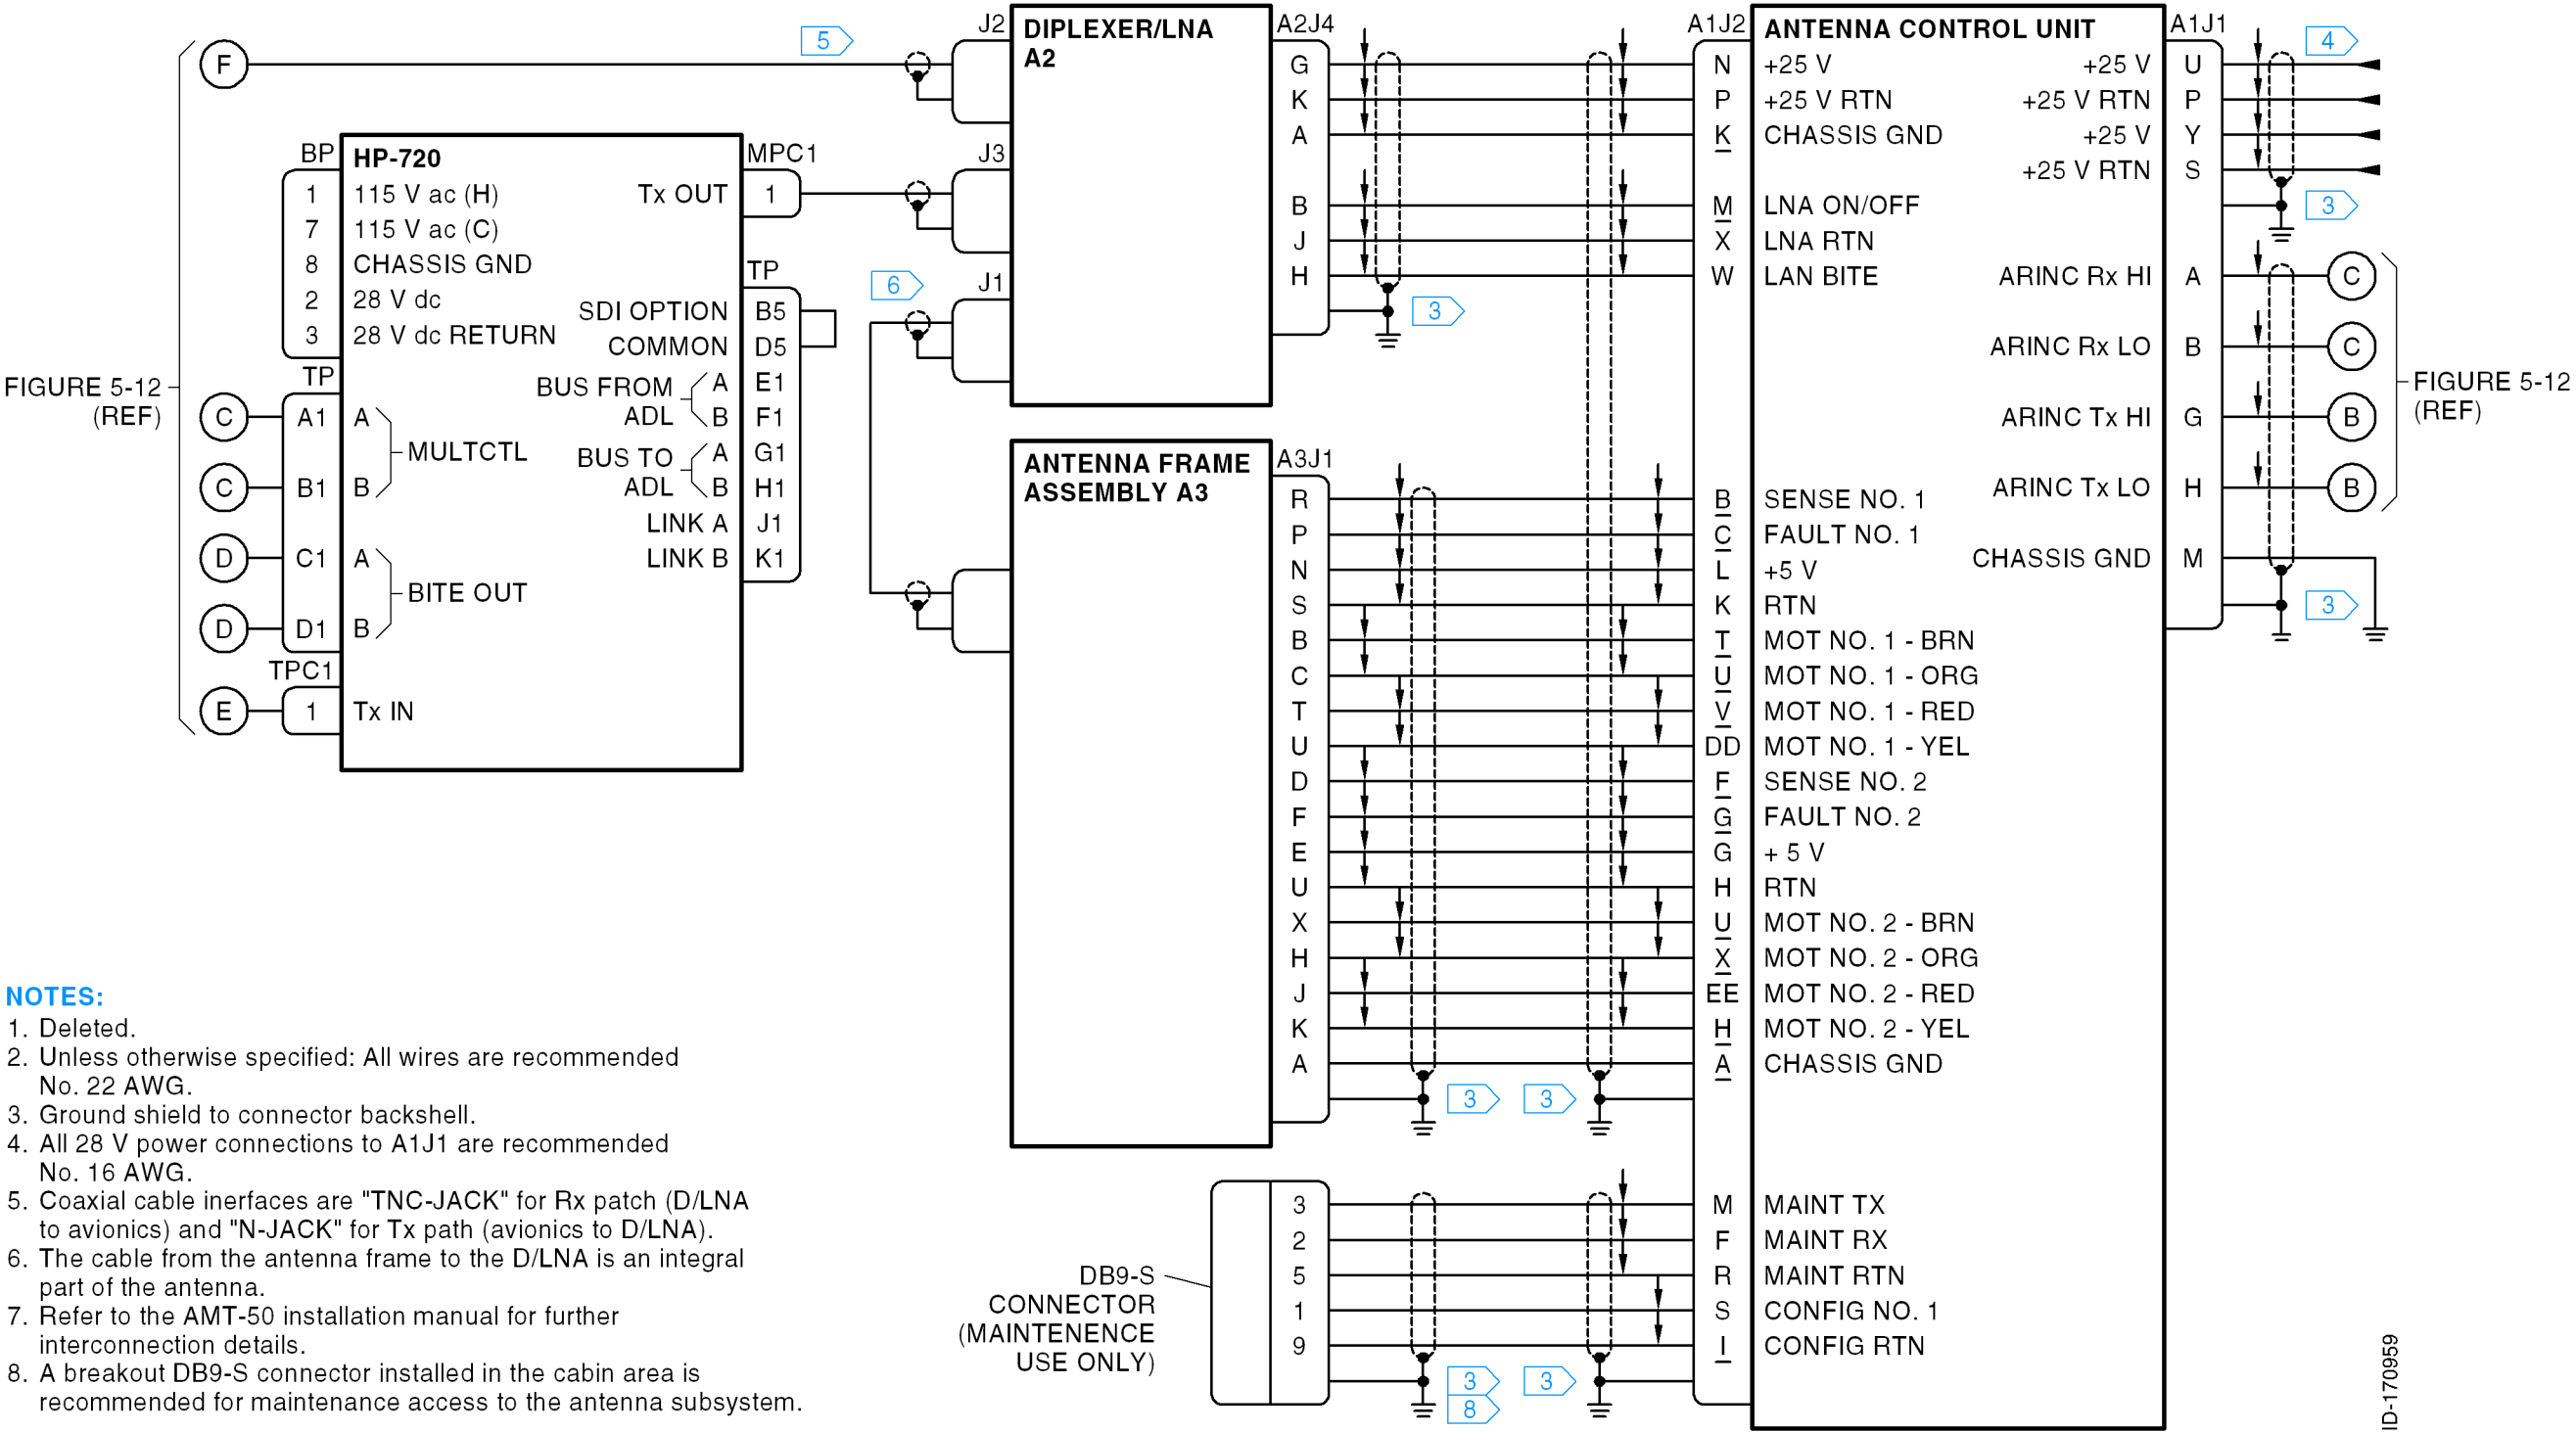 5
J2
DIPLEXER/LNA
A2
A2J4
A1J2
ANTENNA CONTROL UNIT
A1J1
4
F
G
N
+25 V
+25 V
U
K
P
+25 V RTN
+25 V RTN
P
A
K
CHASSIS GND
+25 V
Y
+25 V RTN
S
B
M
LNA ON/OFF
3
J
X
LNA RTN
H
W
LAN BITE
ARINC Rx HI
A
C
3
ARINC Rx LO
B
C
ARINC Tx HI
G
B
ARINC Tx LO
H
B
CHASSIS GND
M
3
FIGURE 5-12
(REF)
BP
HP-720
MPC1
J3
1
115 V ac (H)
Tx OUT
1
7
115 V ac (C)
8
CHASSIS GND
TP
6
J1
2
28 V dc
SDI OPTION
B5
3
28 V dc RETURN
COMMON
D5
FIGURE 5-12
(REF)
TP
BUS FROM
ADL
A
E1
B
F1
C
A1
A
MULTCTL
BUS TO
ADL
A
G1
B
H1
C
B1
B
LINK A
J1
D
C1
A
LINK B
K1
BITE OUT
D
D1
B
TPC1
E
1
Tx IN
ANTENNA FRAME
ASSEMBLY A3
A3J1
R
B
SENSE NO. 1
P
C
FAULT NO. 1
N
L
+5 V
S
K
RTN
B
T
MOT NO. 1 - BRN
C
U
MOT NO. 1 - ORG
T
V
MOT NO. 1 - RED
U
DD
MOT NO. 1 - YEL
D
F
SENSE NO. 2
F
G
FAULT NO. 2
E
G
+ 5 V
U
H
RTN
X
U
MOT NO. 2 - BRN
H
X
MOT NO. 2 - ORG
J
EE
MOT NO. 2 - RED
K
H
MOT NO. 2 - YEL
A
A
CHASSIS GND
3
3
3
M
MAINT TX
2
F
MAINT RX
5
R
MAINT RTN
1
S
CONFIG NO. 1
9
I
CONFIG RTN
3
3
8
DB9-S
CONNECTOR
(MAINTENENCE
USE ONLY)
NOTES:
1. Deleted.
2. Unless otherwise specified: All wires are recommended
No. 22 AWG.
3. Ground shield to connector backshell.
4. All 28 V power connections to A1J1 are recommended
No. 16 AWG.
5. Coaxial cable inerfaces are "TNC-JACK" for Rx patch (D/LNA
to avionics) and "N-JACK" for Tx path (avionics to D/LNA).
6. The cable from the antenna frame to the D/LNA is an integral
part of the antenna.
7. Refer to the AMT-50 installation manual for further
interconnection details.
8. A breakout DB9-S connector installed in the cabin area is
recommended for maintenance access to the antenna subsystem.
ID-170959